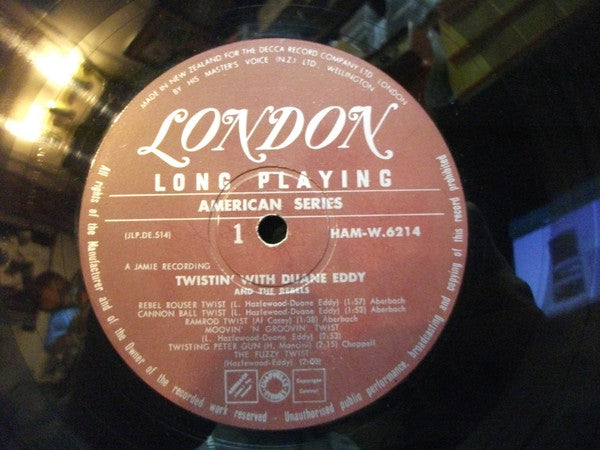 MADE IN NEW ZEALAND FOR THE DECCA RECORD COMPANY LTD. LONDON
BY HIS MASTER'S VOICE (N.Z.) LTD. WELLINGTON
LONDON
LONG PLAYING
AMERICAN SERIES
(JLP.DE.514)
1
HAM-W.6214
A JAMIE RECORDING
TWISTIN' WITH DUANE EDDY
AND THE REBELS
REBEL ROUSER TWIST (L. Hazlewood-Duane Eddy) (1:57) Aberbach
CANNON BALL TWIST (L. Hazlewood-Duane Eddy) (1:52) Aberbach
RAMROD TWIST (Al Casey) (1:38) Aberbach
MOOVIN' 'N GROOVIN' TWIST
(L. Hazlewood-Duane Eddy) (2:53)
TWISTING PETER GUN (H. Mancini) (2:15) Chappell
THE FUZZY TWIST
(Hazlewood-Eddy) (2:00)
CHAPPELL'S
Copyright
Control
All rights of the Manufacturer and of the Owner of the recorded work reserved - Unauthorised public performance, broadcasting and copying of this record prohibited